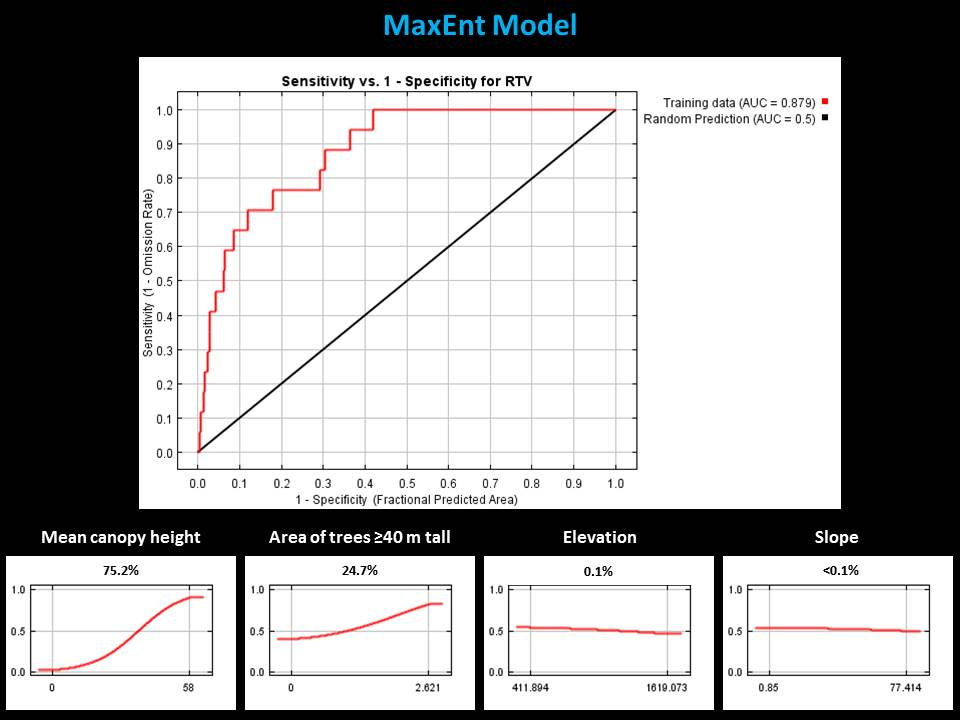 MaxEnt Model
Sensitivity vs. 1 - Specificity for RTV
Training data (AUC = 0.879)
Random Prediction (AUC = 0.5)
Sensitivity (1 - Omission Rate)
1.0
0.9
0.8
0.7
0.6
0.5
0.4
0.3
0.2
0.1
0.0
0.0 0.1 0.2 0.3 0.4 0.5 0.6 0.7 0.8 0.9 1.0
1 - Specificity (Fractional Predicted Area)
Mean canopy height
75.2%
1.0
0.5
0.0
0 58
Area of trees ≥40 m tall
24.7%
1.0
0.5
0.0
0 2.621
Elevation
0.1%
1.0
0.5
0.0
411.894 1619.073
Slope
<0.1%
1.0
0.5
0.0
0.85 77.414